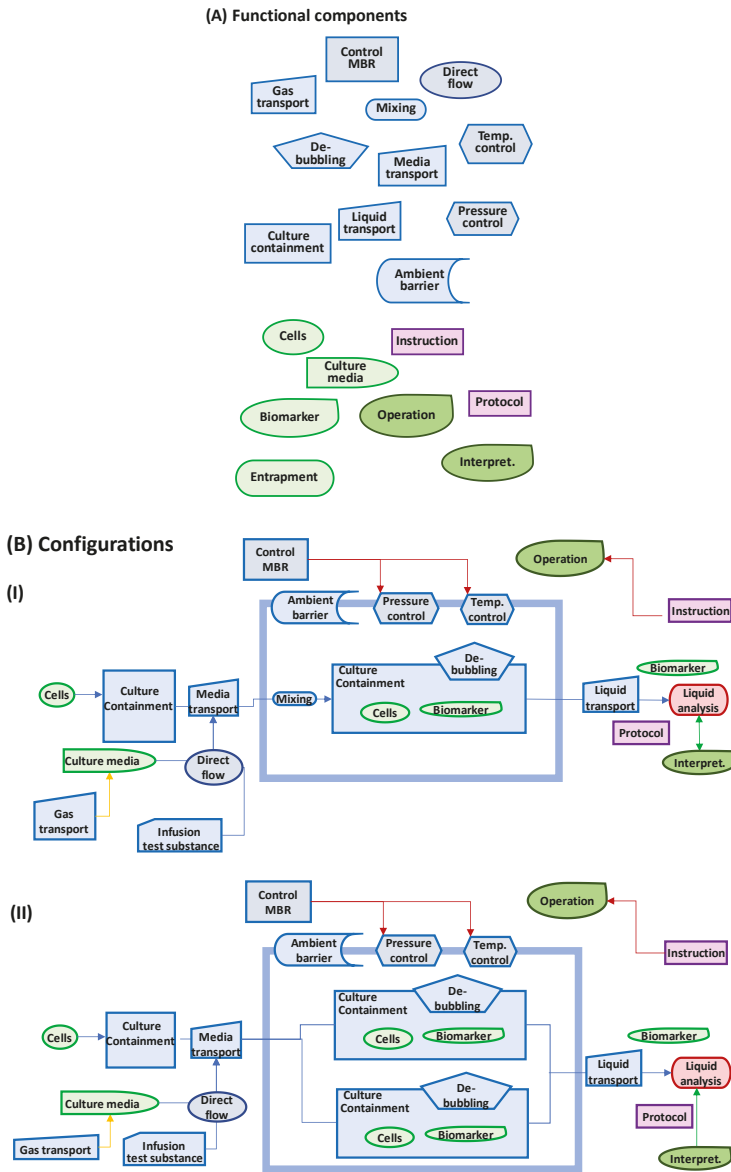 (A) Functional components
Control
MBR
Direct
flow
Gas
transport
Mixing
Temp.
control
De-
bubbling
Media
transport
Liquid
transport
Pressure
control
Culture
containment
Ambient
barrier
Cells
Instruction
Culture
media
Biomarker
Operation
Protocol
Interpret.
Entrapment
(B) Configurations
(I)
Control
MBR
Operation
Ambient
barrier
Pressure
control
Temp.
control
Instruction
De-
bubbling
Culture
Containment
Biomarker
Cells
Culture
Containment
Media
transport
Mixing
Cells
Biomarker
Liquid
transport
Liquid
analysis
Protocol
Culture media
Direct
flow
Interpret.
Gas
transport
Infusion
test substance
(II)
Control
MBR
Operation
Ambient
barrier
Pressure
control
Temp.
control
Instruction
Culture
Containment
De-
bubbling
Cells
Culture
Containment
Media
transport
Cells
Biomarker
Biomarker
Liquid
transport
Liquid
analysis
Culture
Containment
De-
bubbling
Culture media
Direct
flow
Protocol
Cells
Biomarker
Gas transport
Infusion
test substance
Interpret.